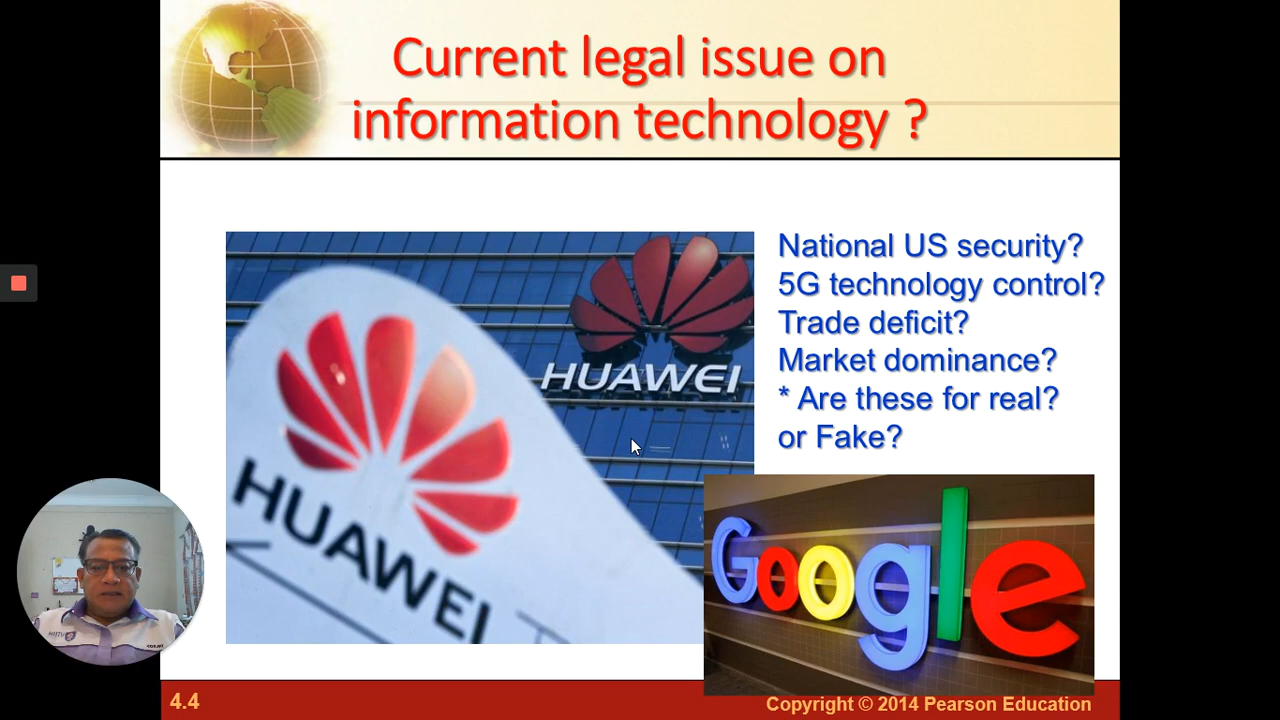 Current legal issue on
information technology ?
National US security?
5G technology control?
Trade deficit?
Market dominance?
* Are these for real?
or Fake?
HUAWEI
HUAWEI
Google
4.4
Copyright © 2014 Pearson Education